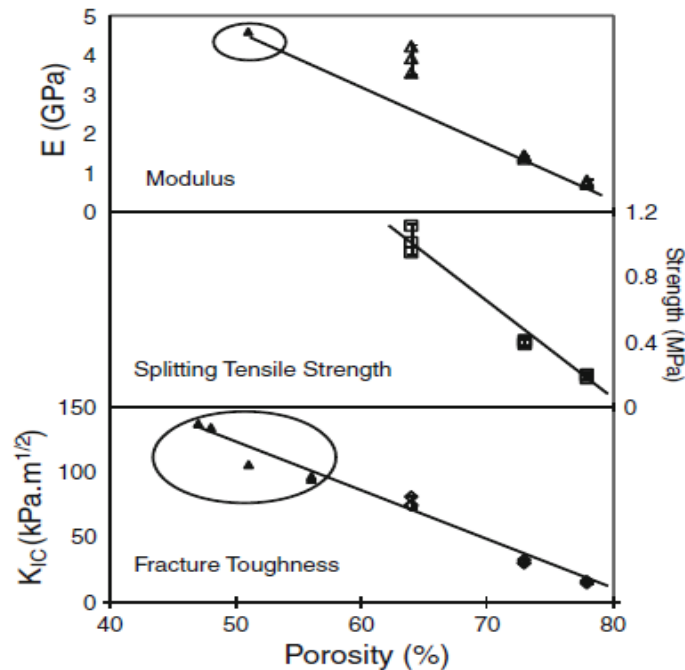 5
4
3
2
1
0
E (GPa)
Modulus
1.2
0.8
0.4
0
Strength (MPa)
Splitting Tensile Strength
150
100
50
0
K_IC (kPa.m^1/2)
Fracture Toughness
40 50 60 70 80
Porosity (%)